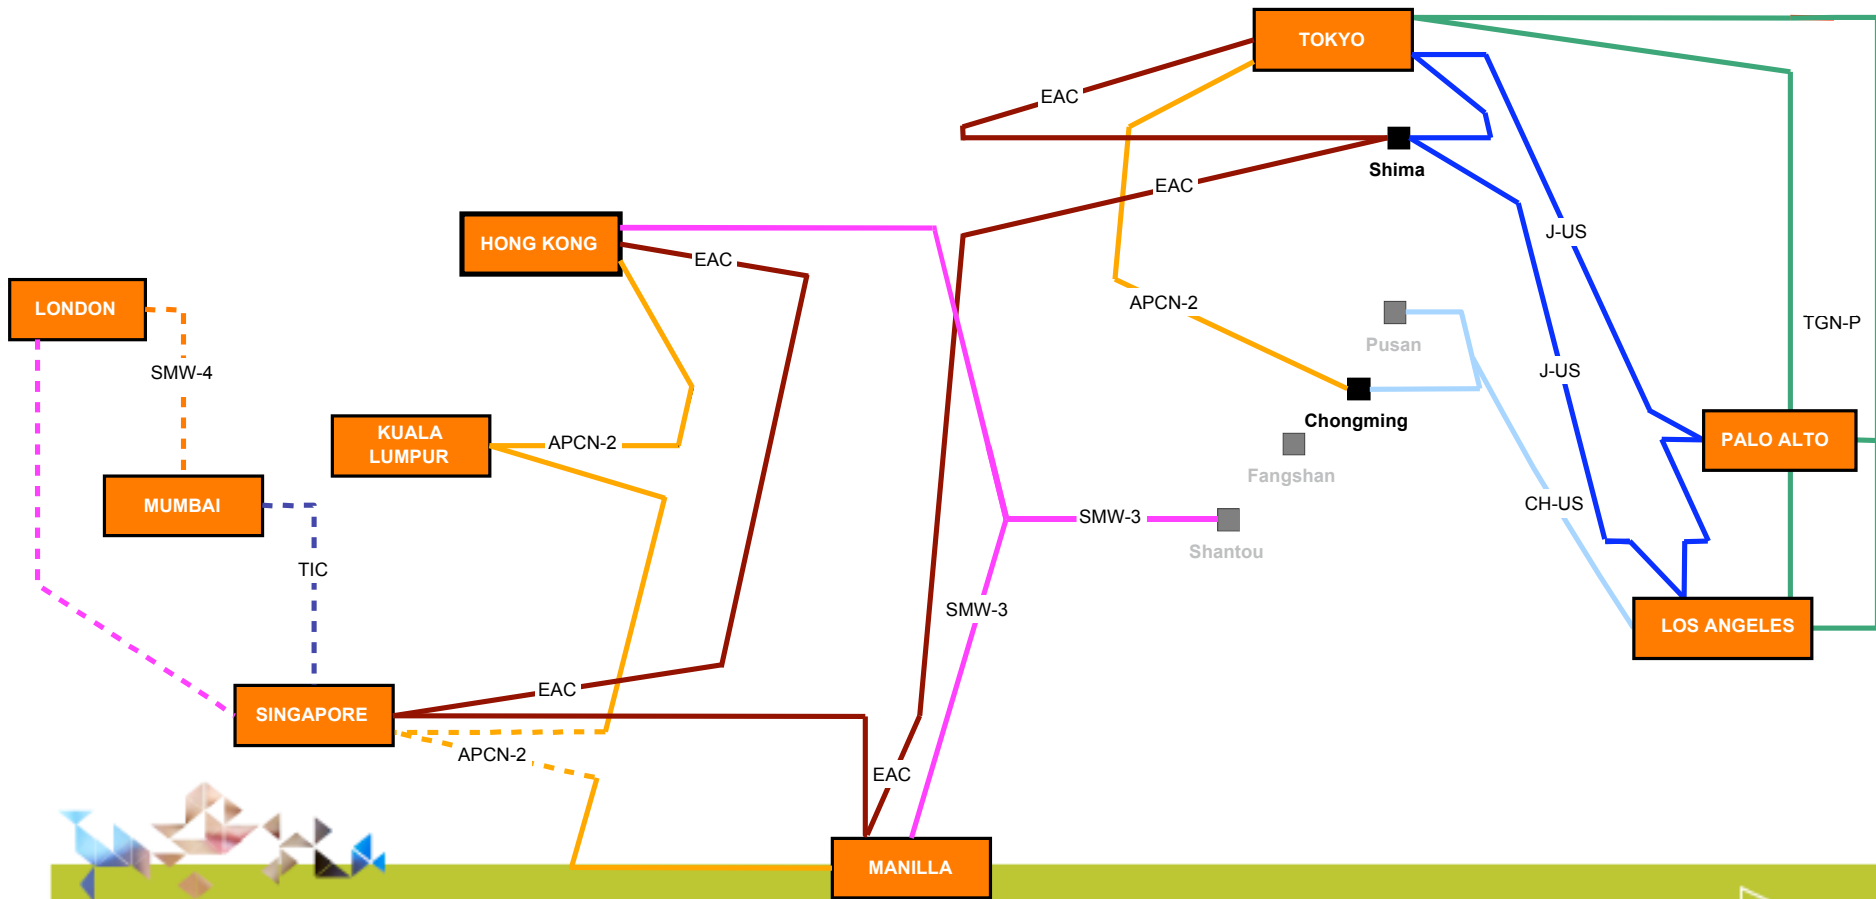 TOKYO
EAC
Shima
EAC
HONG KONG
EAC
J-US
LONDON
APCN-2
TGN-P
Pusan
SMW-4
J-US
Chongming
KUALA
LUMPUR
APCN-2
PALO ALTO
Fangshan
MUMBAI
CH-US
SMW-3
Shantou
TIC
SMW-3
LOS ANGELES
EAC
SINGAPORE
APCN-2
EAC
MANILLA